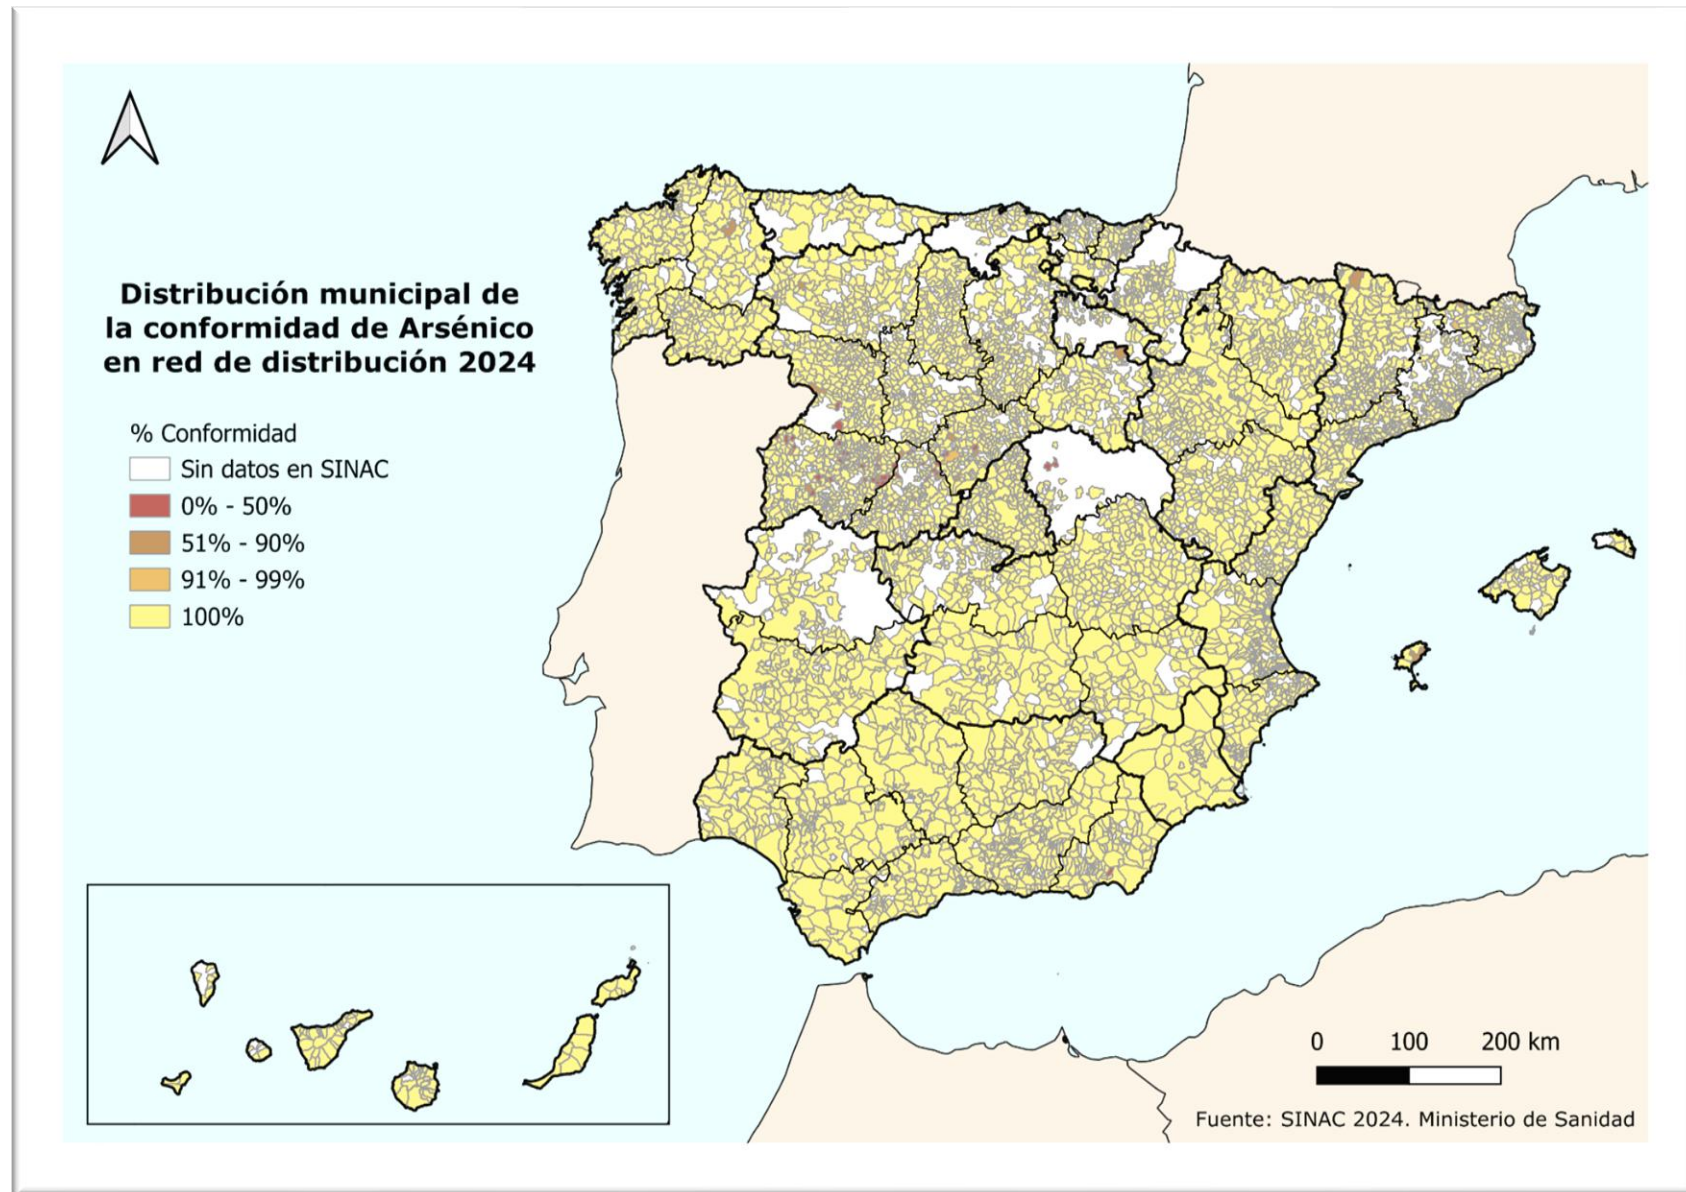 Distribución municipal de
la conformidad de Arsénico
en red de distribución 2024
% Conformidad
Sin datos en SINAC
0% - 50%
51% - 90%
91% - 99%
100%
0 100 200 km
Fuente: SINAC 2024. Ministerio de Sanidad